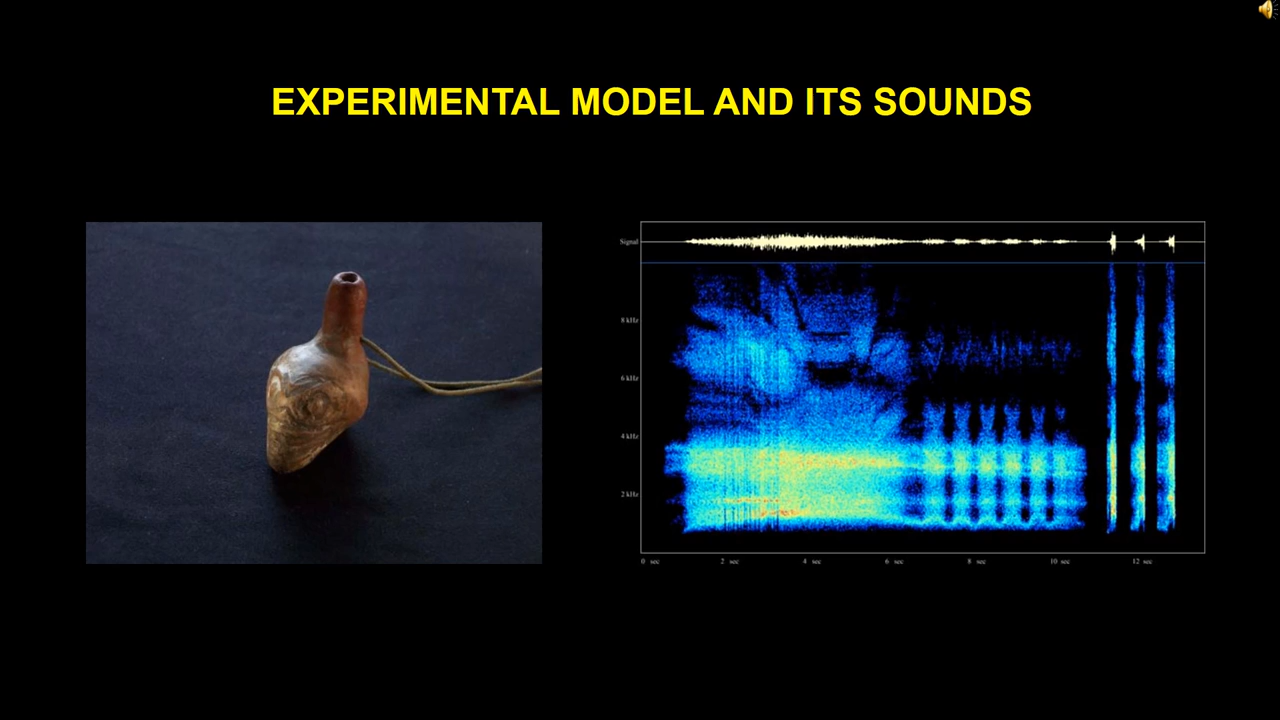 EXPERIMENTAL MODEL AND ITS SOUNDS
Signal
8 kHz
6 kHz
4 kHz
2 kHz
0 sec 2 sec 4 sec 6 sec 8 sec 10 sec 12 sec